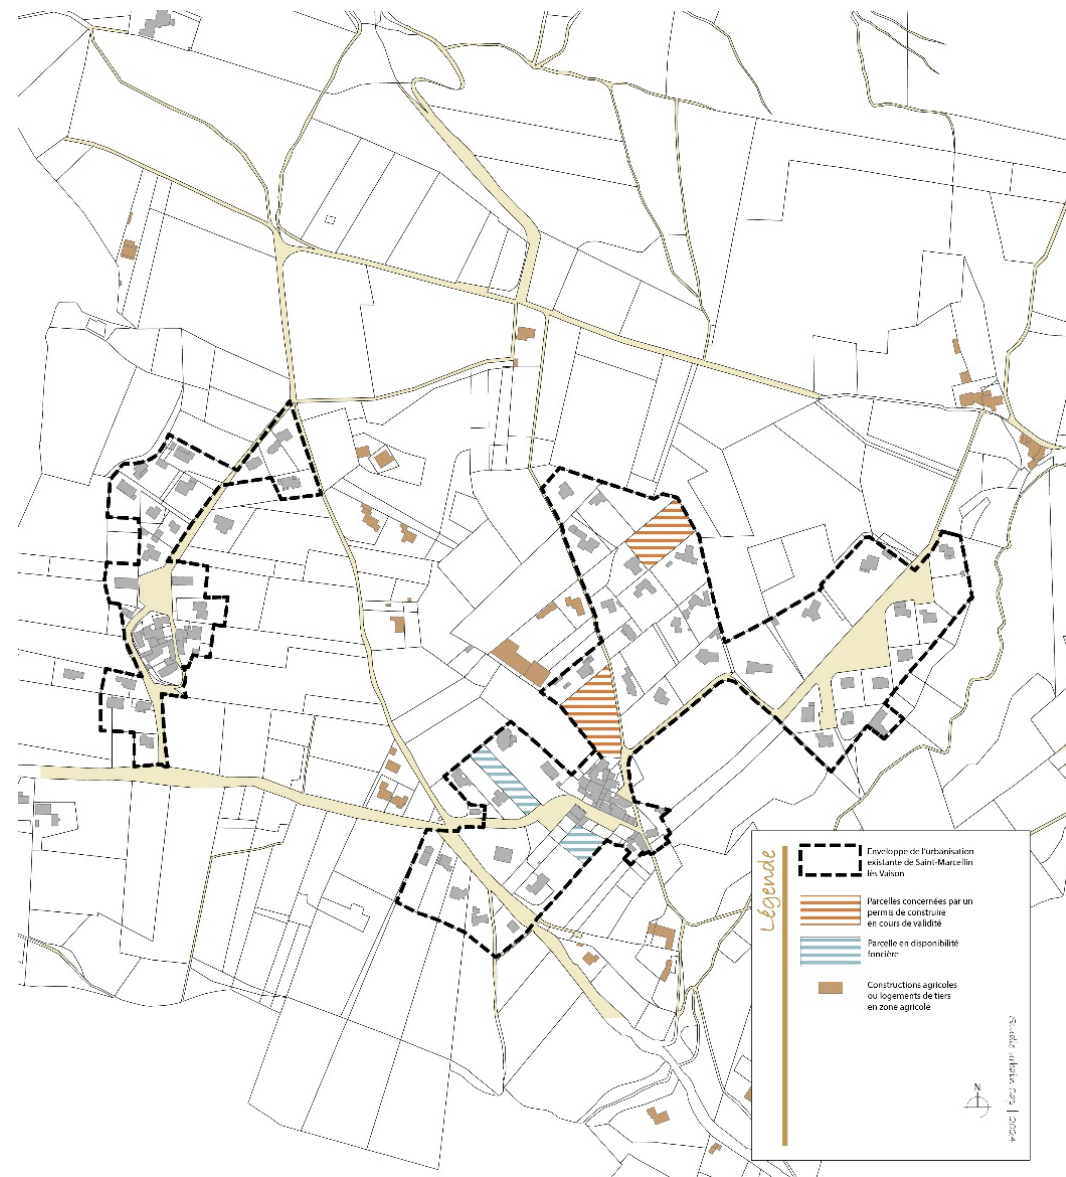 Légende
Enveloppe de l'urbanisation
existante de Saint-Marcellin
lès Vaison
Parcelles concernées par un
permis de construire
en cours de validité
Parcelle en disponibilité
foncière
Constructions agricoles
ou logements de tiers
en zone agricole
N